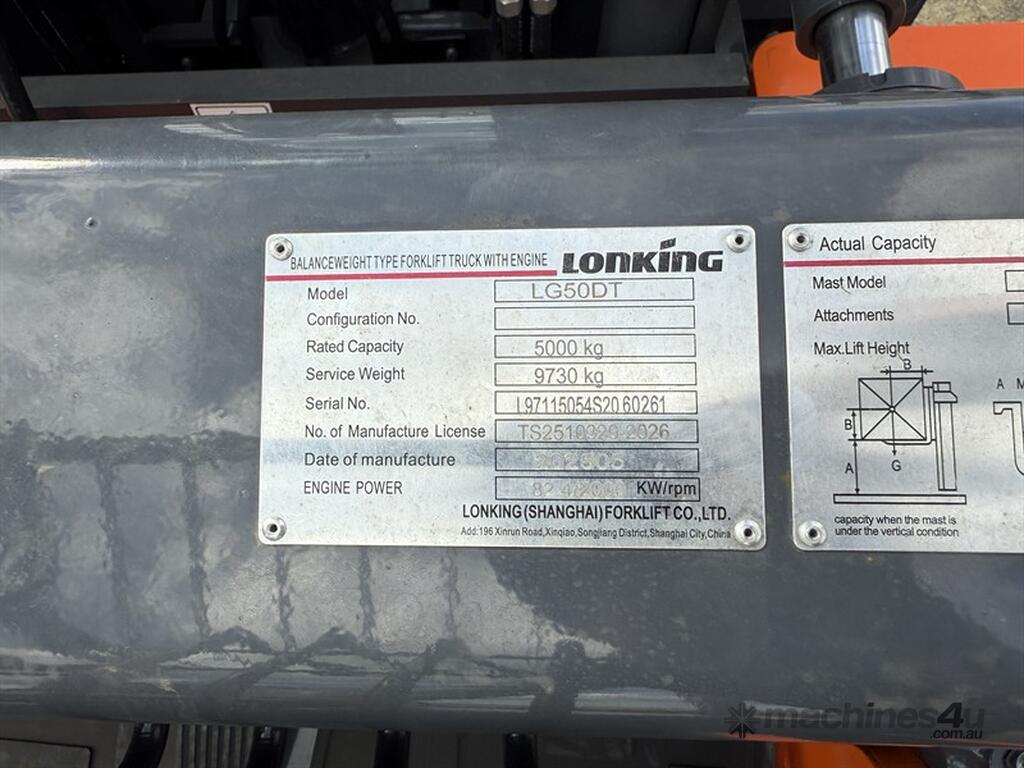 BALANCEWEIGHT TYPE FORKLIFT TRUCK WITH ENGINE LONKING
Model LG50DT
Configuration No.
Rated Capacity 5000 kg
Service Weight 9730 kg
Serial No. L97115054S2060261
No. of Manufacture License
Date of manufacture 202505
ENGINE POWER KW/rpm
LONKING (SHANGHAI) FORKLIFT CO., LTD.
Add:196 Xinrun Road,Xinqiao,Songjiang District,Shanghai City,China
Actual Capacity
Mast Model
Attachments
Max.Lift Height
B
A M
B
A
G
capacity when the mast is
under the vertical condition
machines4u
.com.au